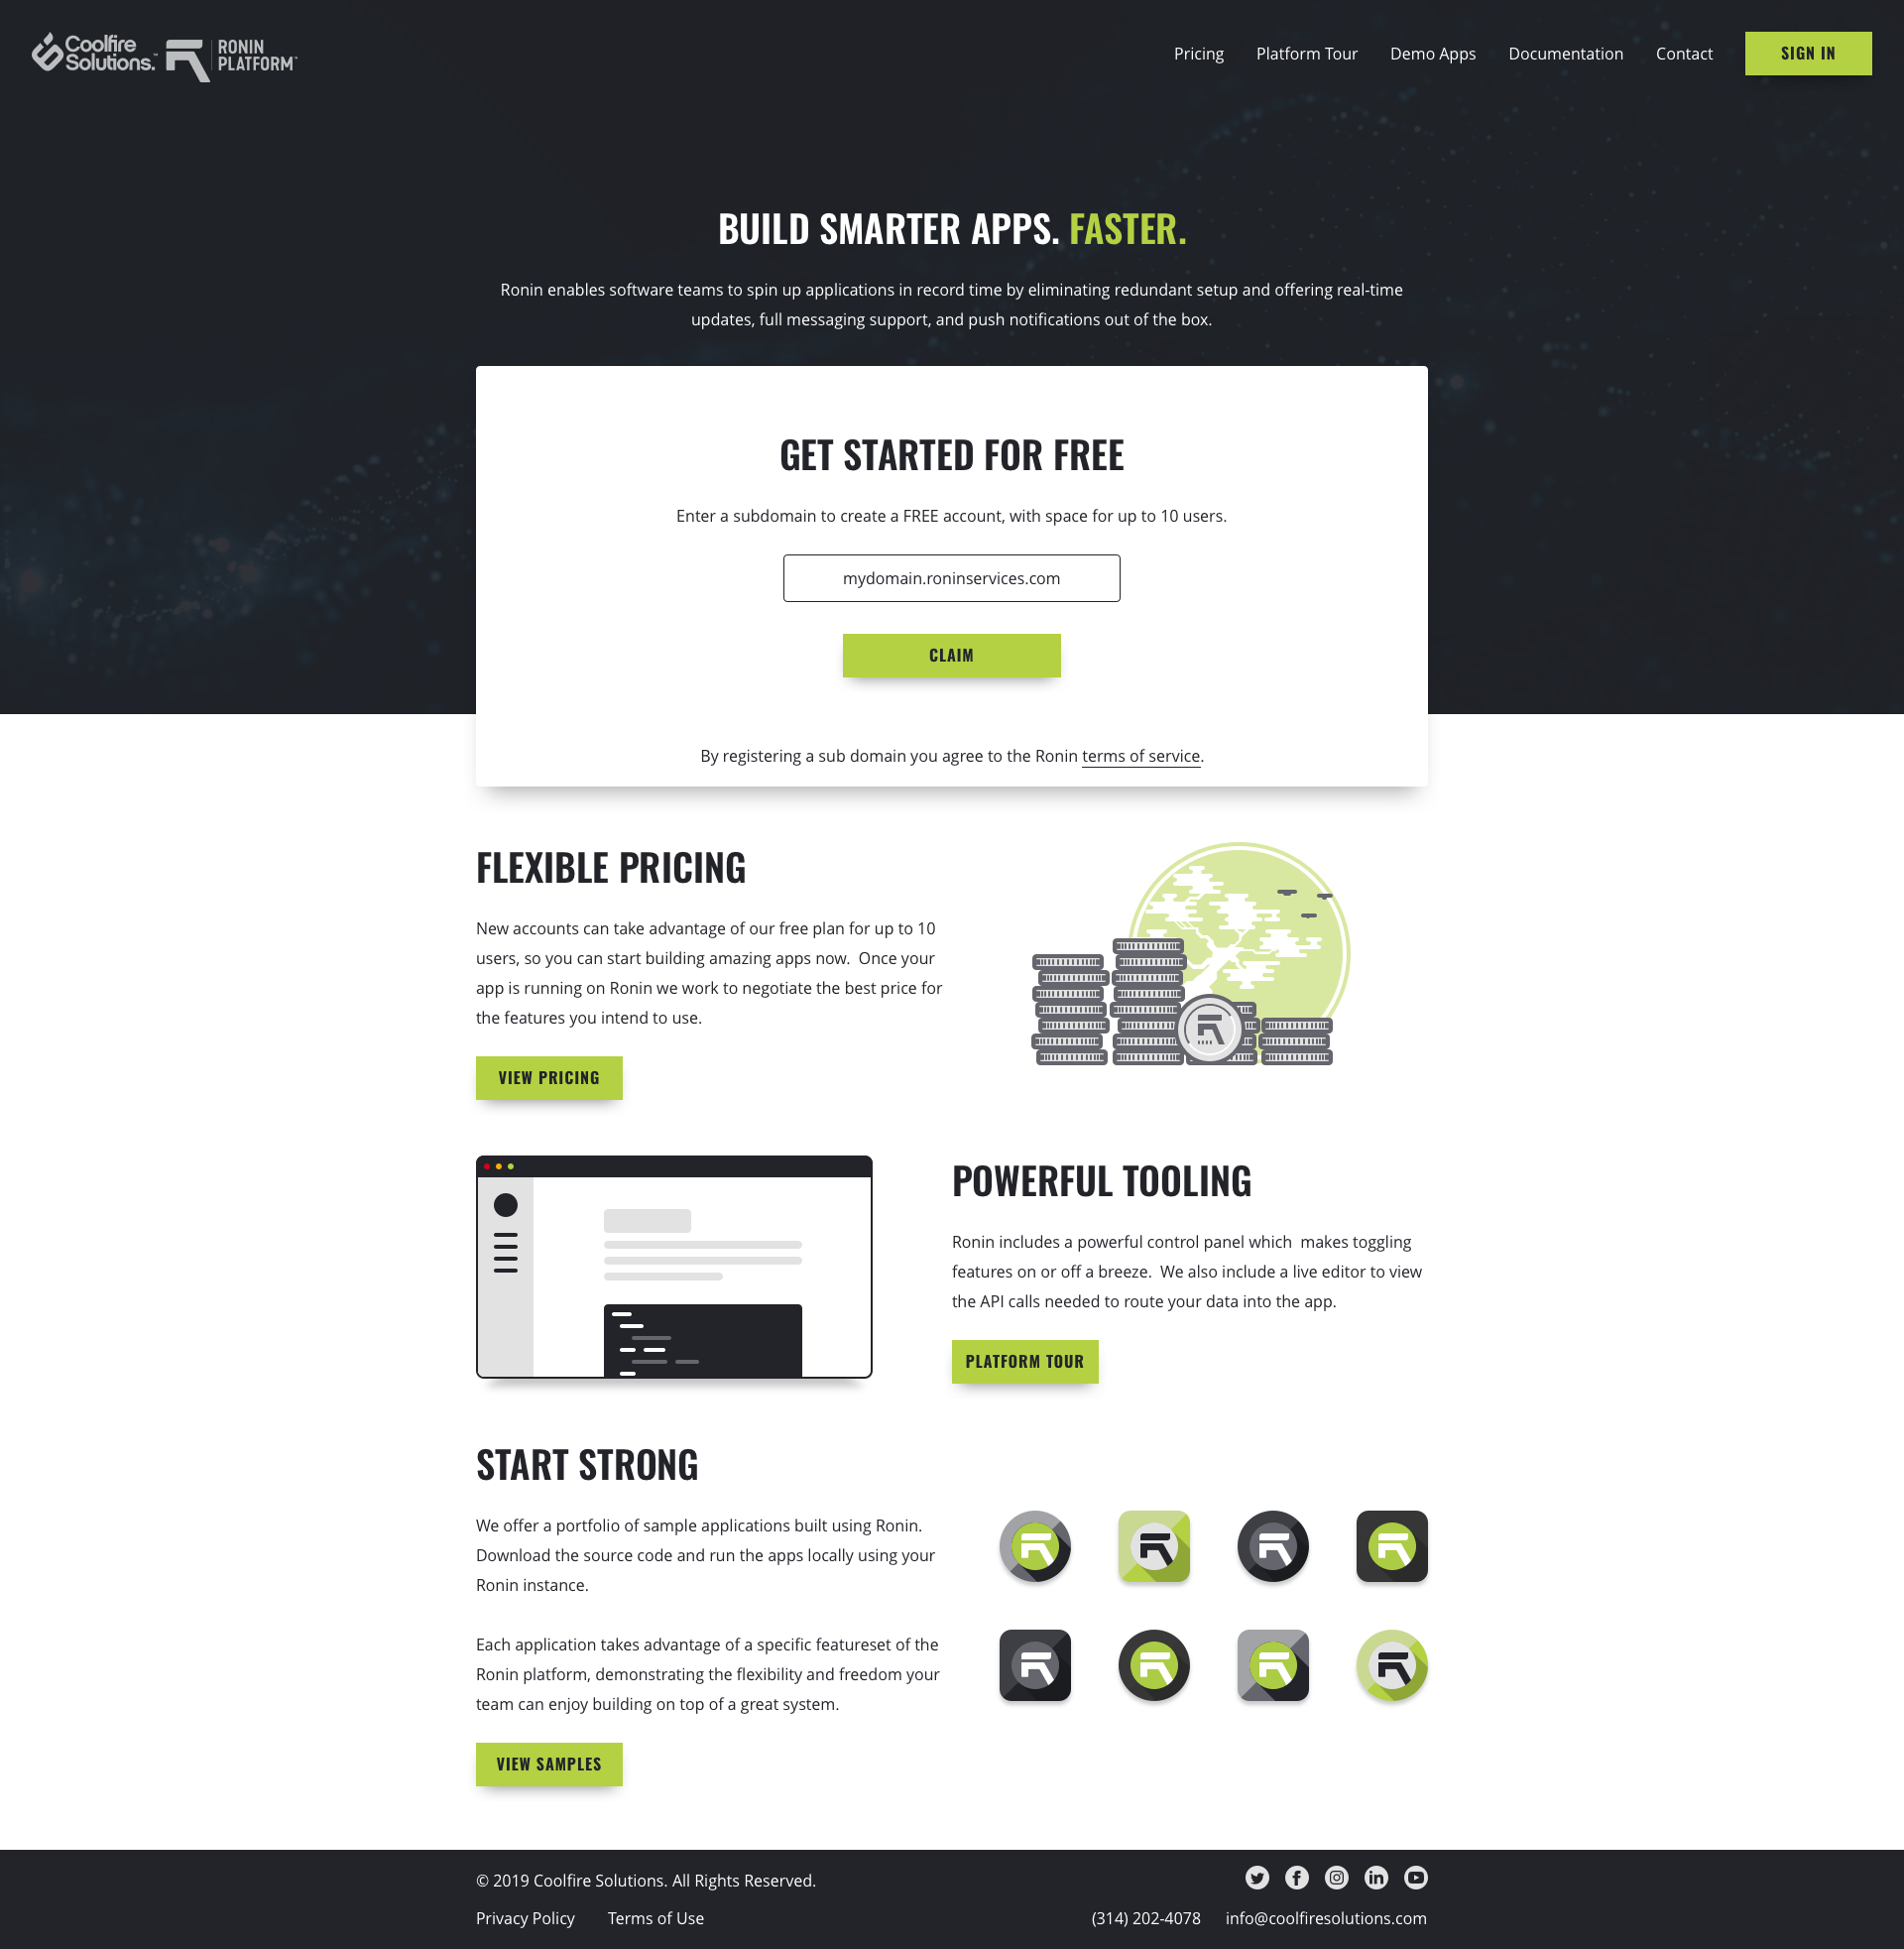 Coolfire
Solutions.™
RONIN
PLATFORM
Pricing
Platform Tour
Demo Apps
Documentation
Contact
SIGN IN
BUILD SMARTER APPS. FASTER.
Ronin enables software teams to spin up applications in record time by eliminating redundant setup and offering real-time
updates, full messaging support, and push notifications out of the box.
GET STARTED FOR FREE
Enter a subdomain to create a FREE account, with space for up to 10 users.
mydomain.roninservices.com
CLAIM
By registering a sub domain you agree to the Ronin terms of service.
FLEXIBLE PRICING
New accounts can take advantage of our free plan for up to 10
users, so you can start building amazing apps now.  Once your
app is running on Ronin we work to negotiate the best price for
the features you intend to use.
VIEW PRICING
POWERFUL TOOLING
Ronin includes a powerful control panel which  makes toggling
features on or off a breeze.  We also include a live editor to view
the API calls needed to route your data into the app.
PLATFORM TOUR
START STRONG
We offer a portfolio of sample applications built using Ronin.
Download the source code and run the apps locally using your
Ronin instance.
Each application takes advantage of a specific featureset of the
Ronin platform, demonstrating the flexibility and freedom your
team can enjoy building on top of a great system.
VIEW SAMPLES
© 2019 Coolfire Solutions. All Rights Reserved.
Privacy Policy
Terms of Use
(314) 202-4078
info@coolfiresolutions.com